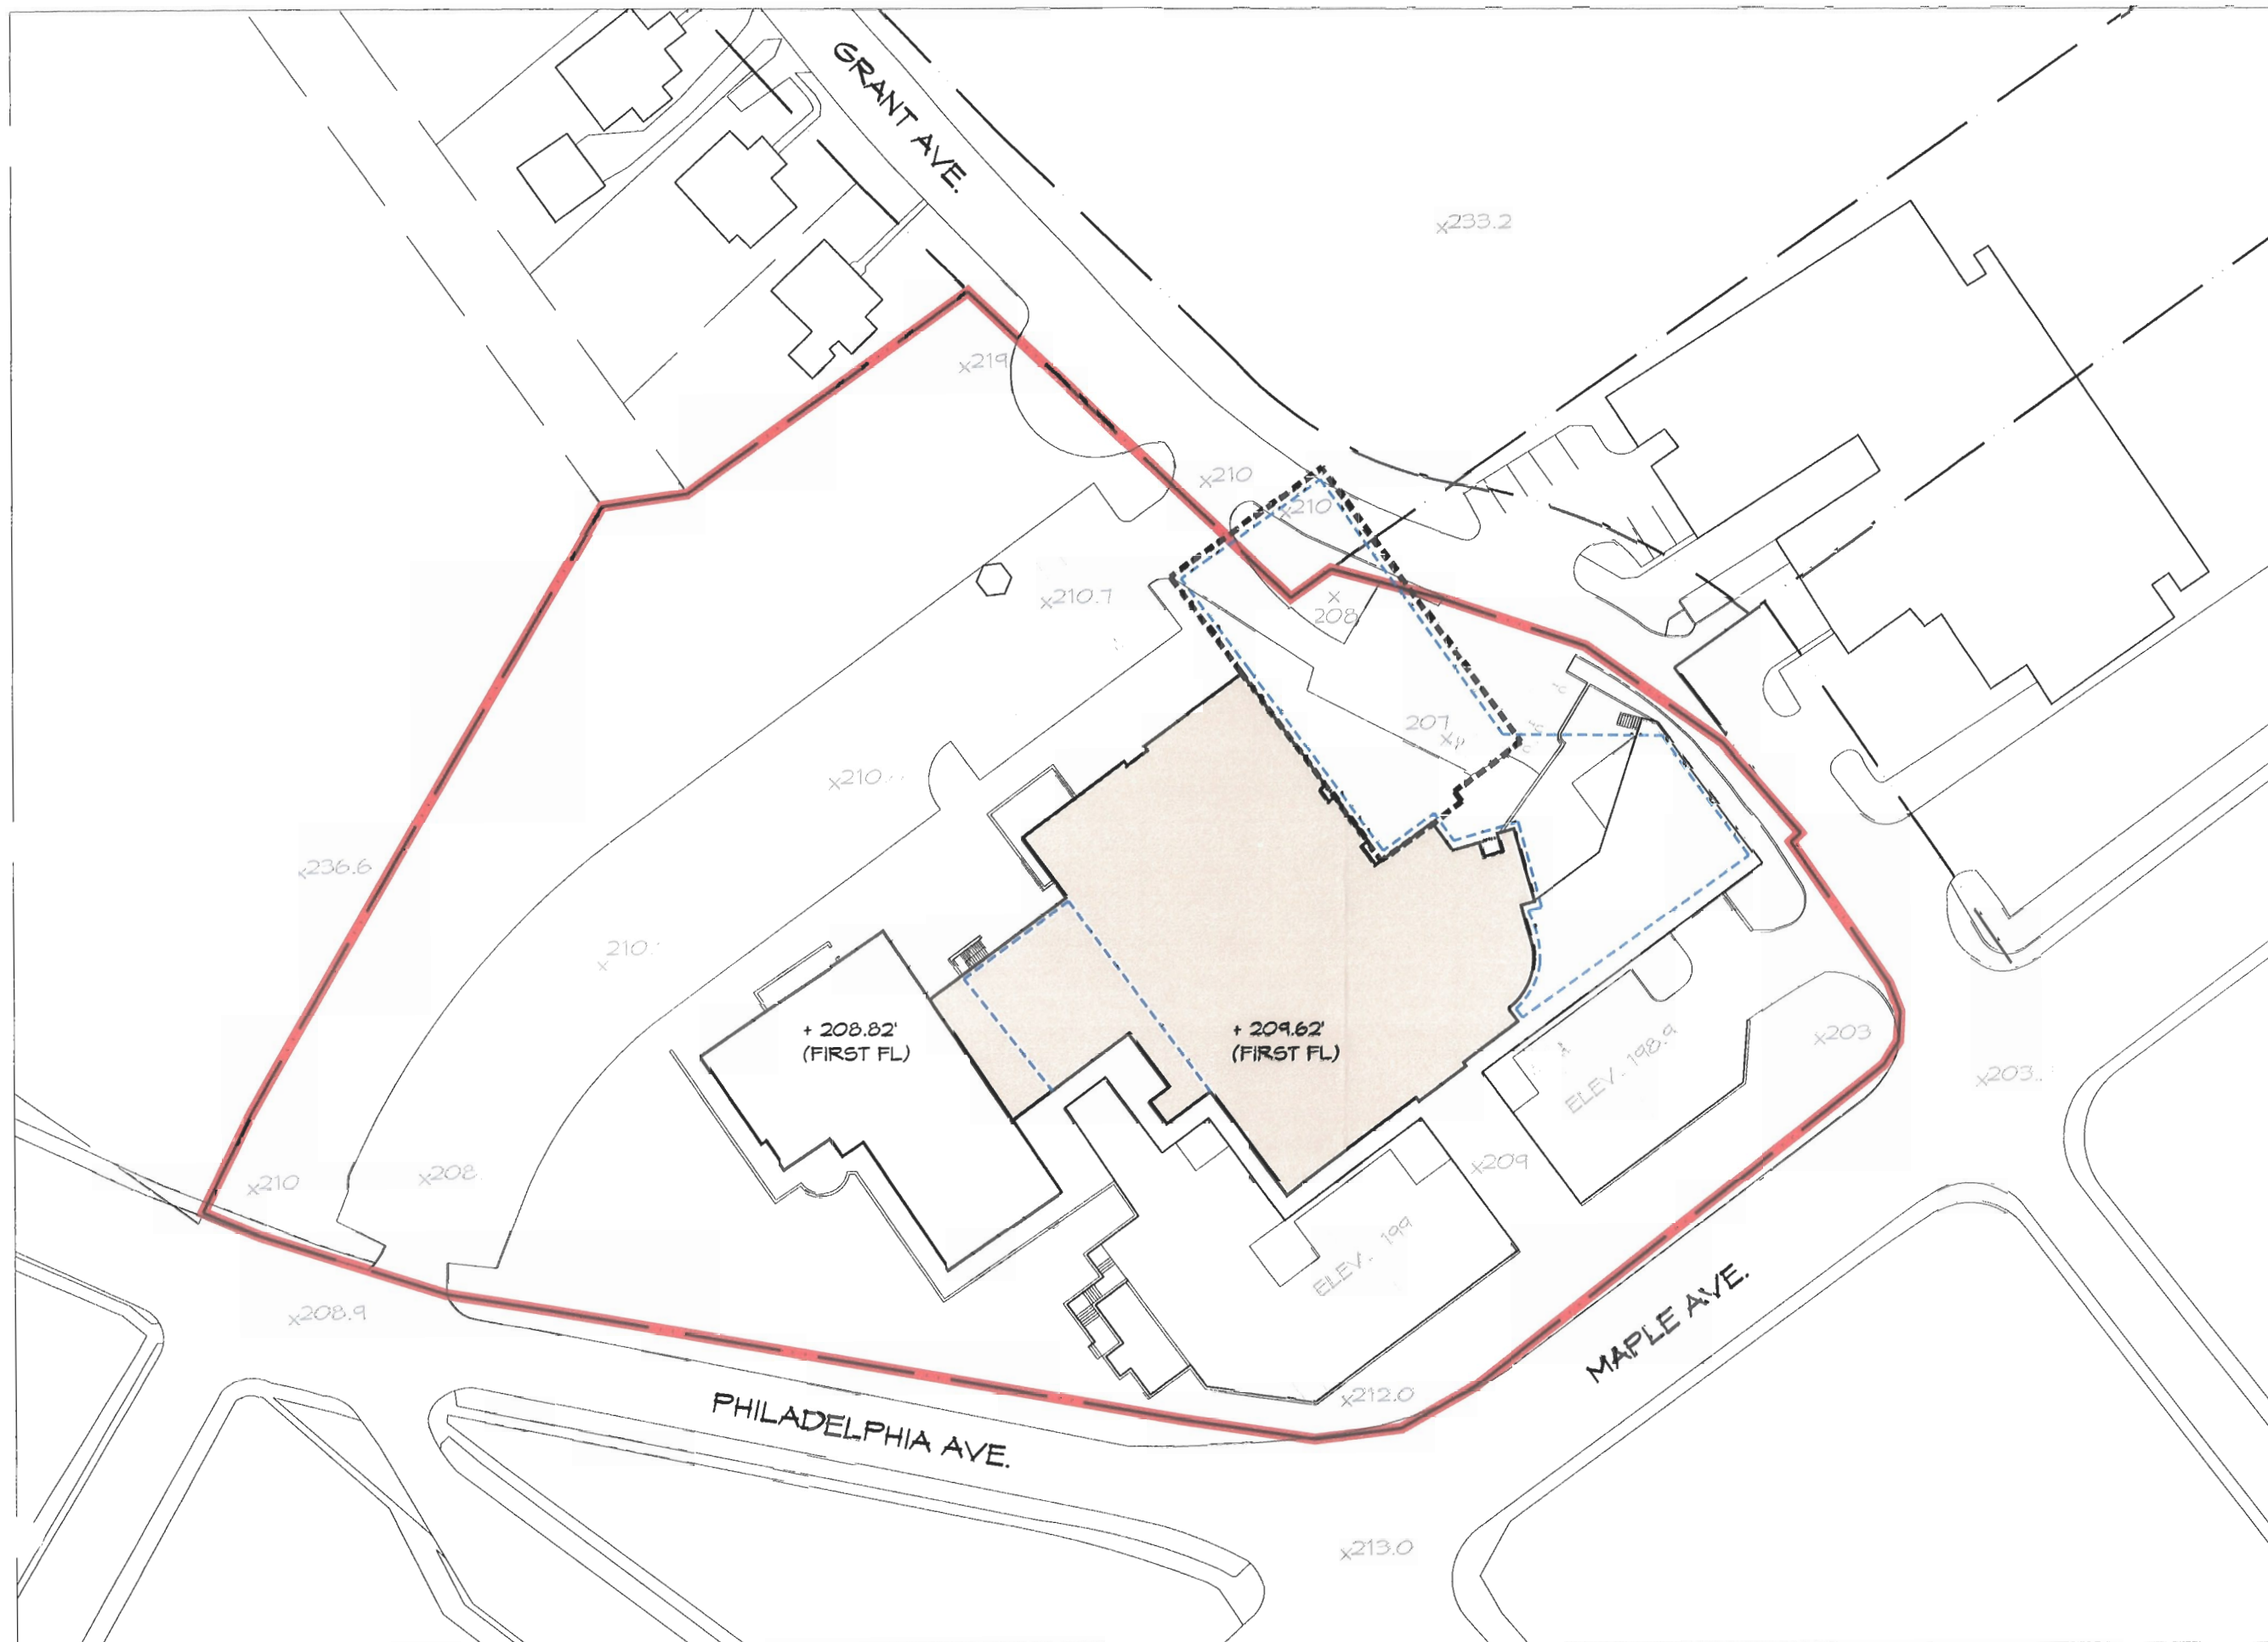 GRANT AVE.
x233.2
x219
x210
x210
x210.7
x
208
207
x210
x236.6
x210
+ 208.82'
(FIRST FL)
+ 209.62'
(FIRST FL)
ELEV.- 198.9
x203
x203
x210
x208
x209
ELEV.- 199
x208.9
MAPLE AVE.
x212.0
PHILADELPHIA AVE.
x213.0